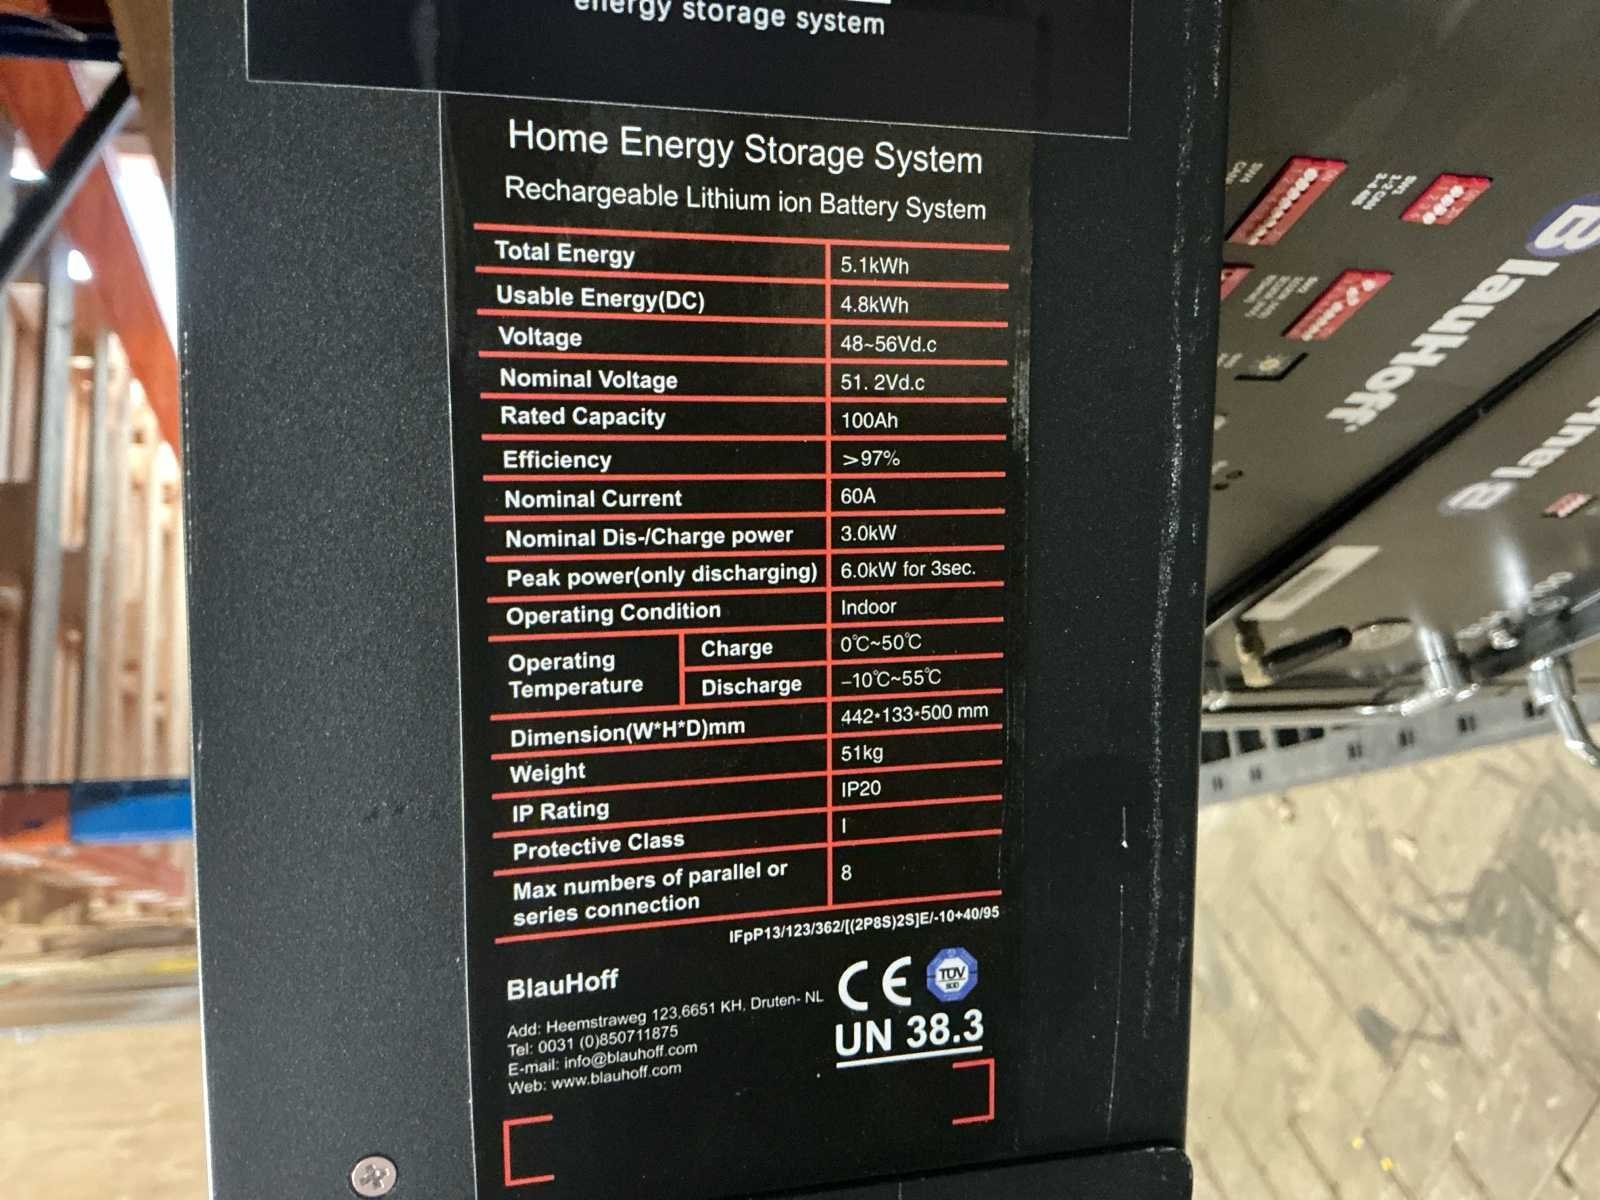 energy storage system
Home Energy Storage System
Rechargeable Lithium ion Battery System
Total Energy 5.1kWh
Usable Energy(DC) 4.8kWh
Voltage 48~56Vd.c
Nominal Voltage 51. 2Vd.c
Rated Capacity 100Ah
Efficiency >97%
Nominal Current 60A
Nominal Dis-/Charge power 3.0kW
Peak power(only discharging) 6.0kW for 3sec.
Operating Condition Indoor
Operating Temperature Charge 0℃~50℃
Discharge -10℃~55℃
Dimension(W*H*D)mm 442*133*500 mm
Weight 51kg
IP Rating IP20
Protective Class I
Max numbers of parallel or
series connection 8
IFpP13/123/362/[(2P8S)2S]E/-10+40/95
BlauHoff
Add: Heemstraweg 123,6651 KH, Druten- NL
Tel: 0031 (0)850711875
E-mail: info@blauhoff.com
Web: www.blauhoff.com
CE
TÜV
SÜD
UN 38.3
BlauHoff